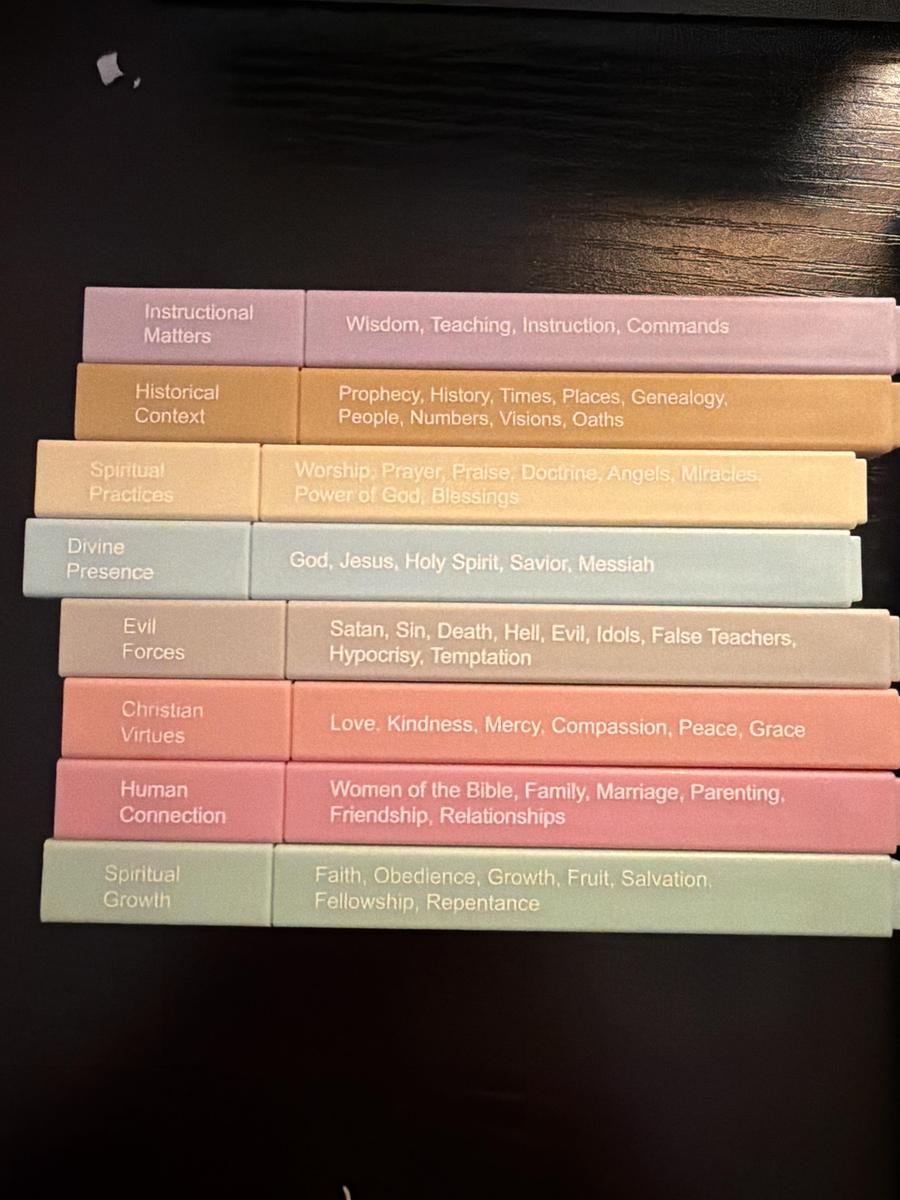 Instructional
Matters
Wisdom, Teaching, Instruction, Commands
Historical
Context
Prophecy, History, Times, Places, Genealogy,
People, Numbers, Visions, Oaths
Spiritual
Practices
Worship, Prayer, Praise, Doctrine, Angels, Miracles,
Power of God, Blessings
Divine
Presence
God, Jesus, Holy Spirit, Savior, Messiah
Evil
Forces
Satan, Sin, Death, Hell, Evil, Idols, False Teachers,
Hypocrisy, Temptation
Christian
Virtues
Love, Kindness, Mercy, Compassion, Peace, Grace
Human
Connection
Women of the Bible, Family, Marriage, Parenting,
Friendship, Relationships
Spiritual
Growth
Faith, Obedience, Growth, Fruit, Salvation,
Fellowship, Repentance